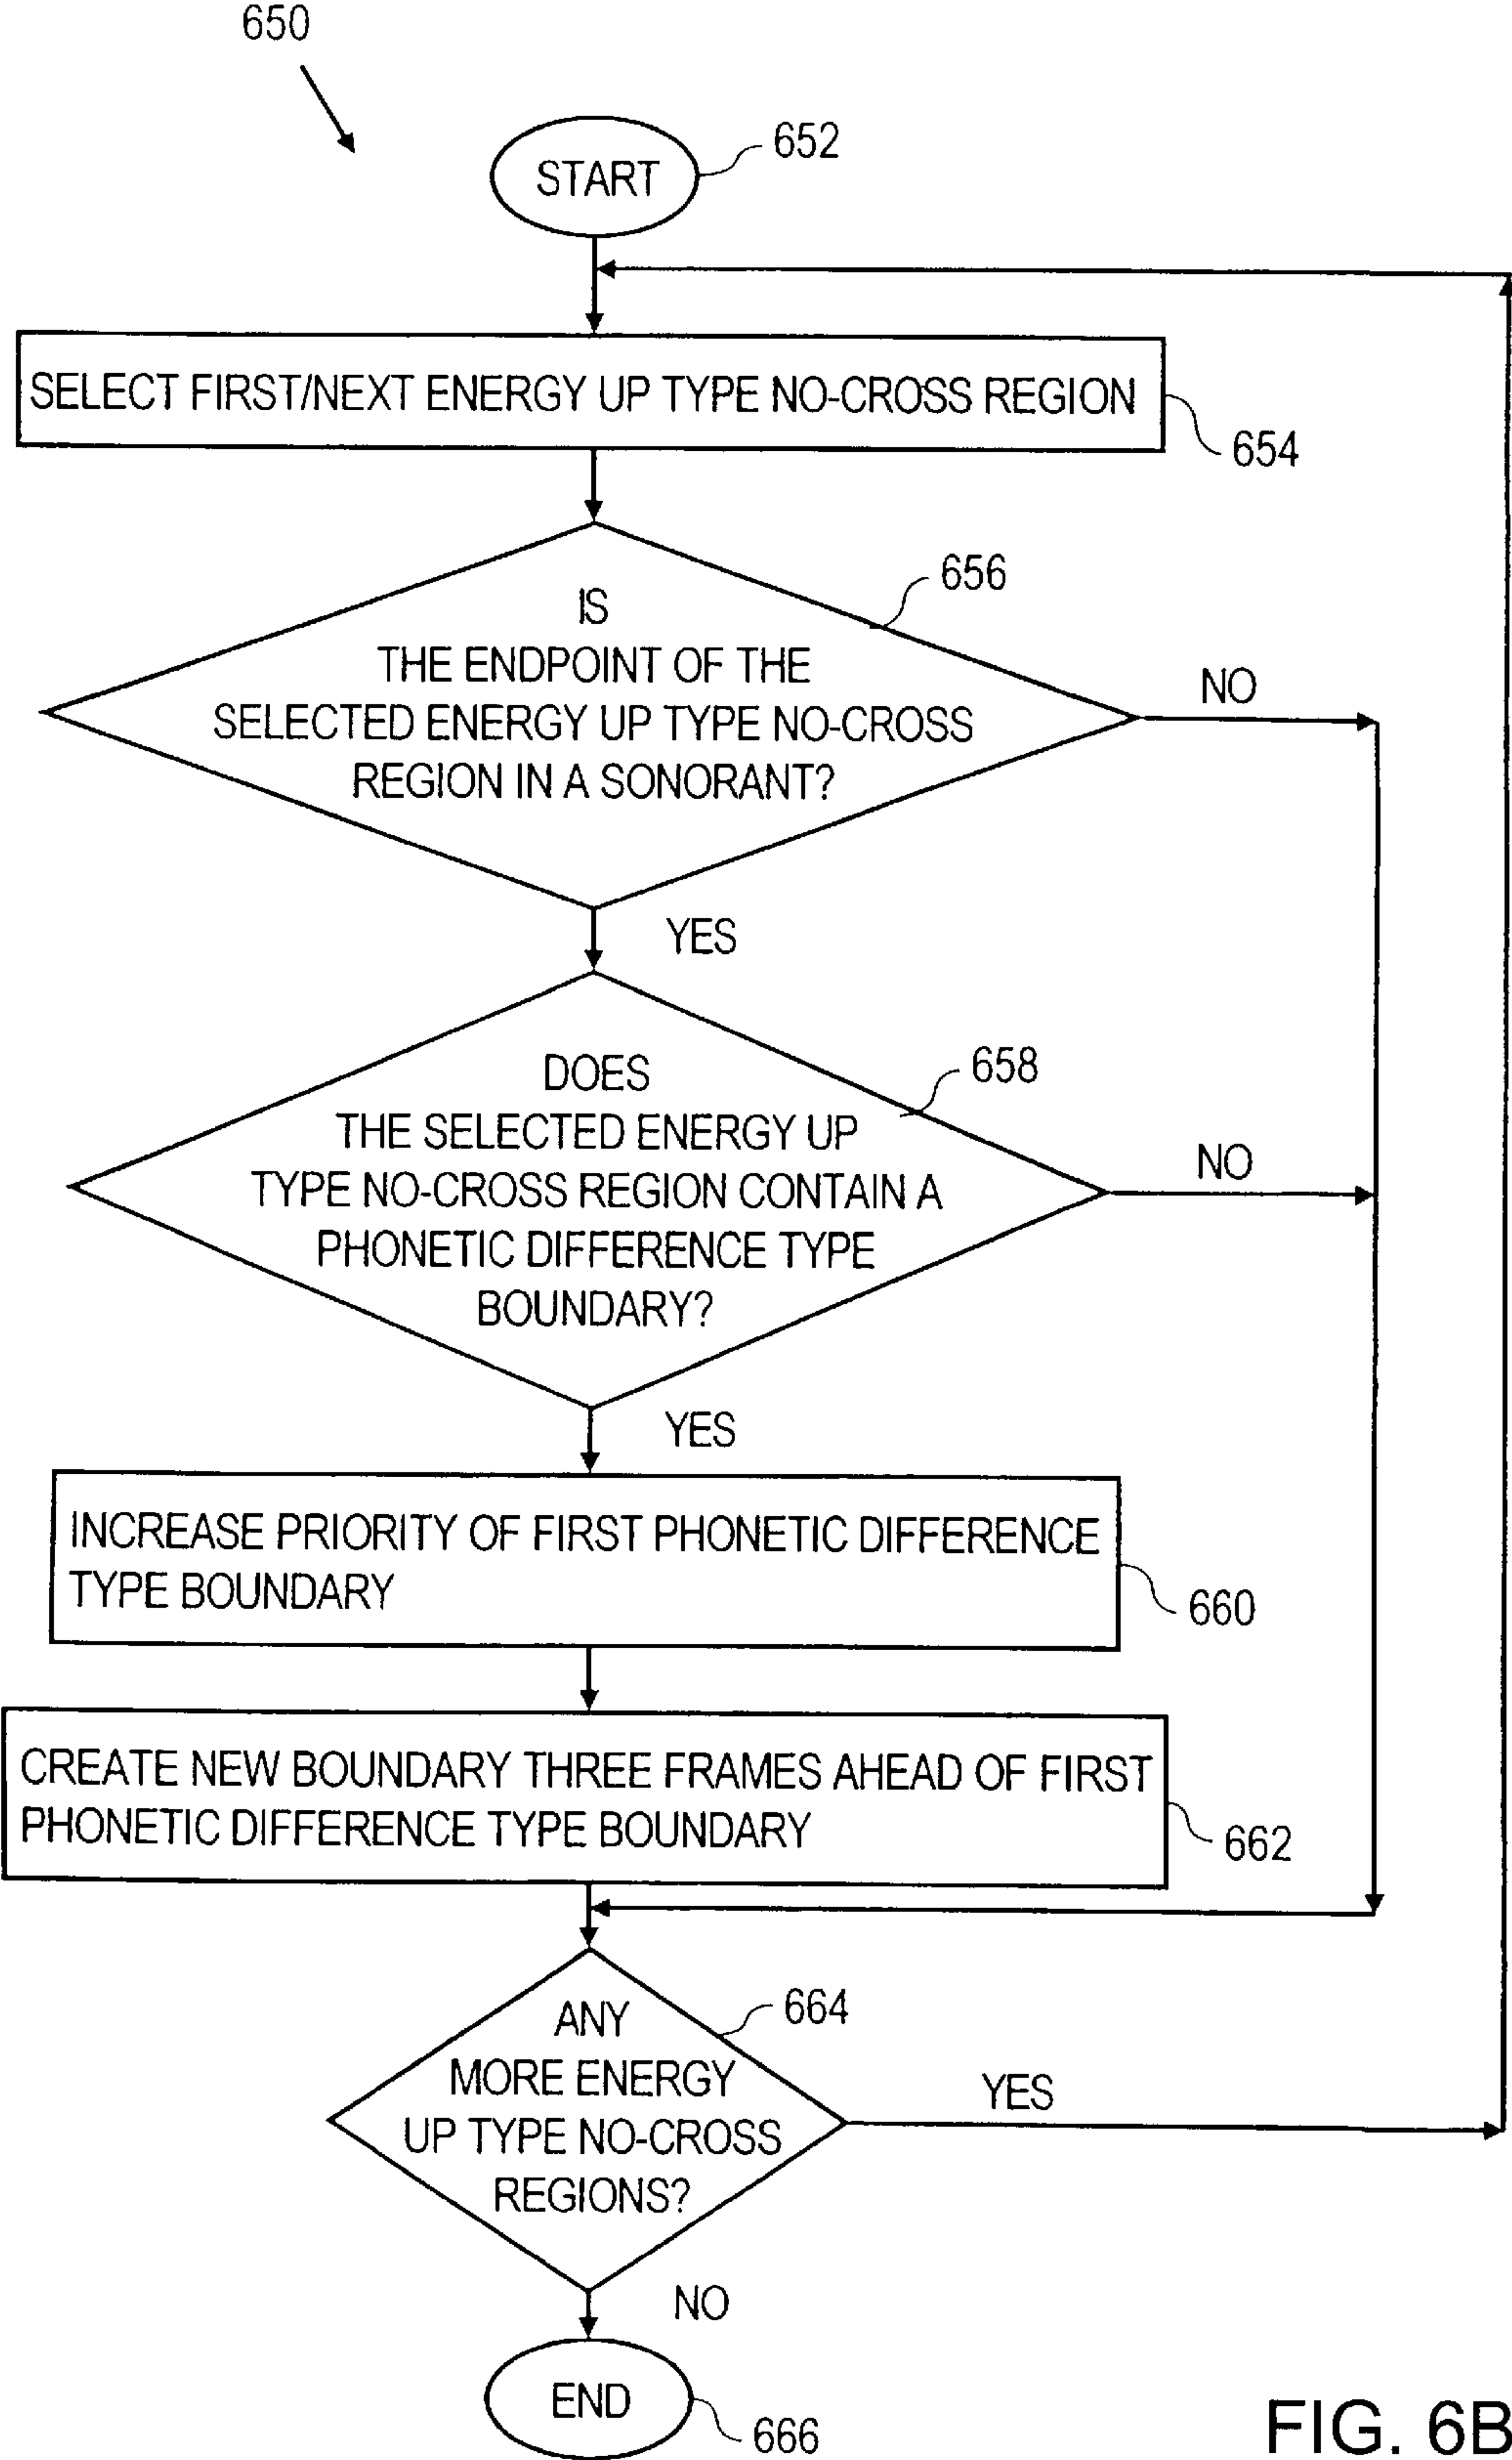 650
START
652
SELECT FIRST/NEXT ENERGY UP TYPE NO-CROSS REGION
654
IS
THE ENDPOINT OF THE
SELECTED ENERGY UP TYPE NO-CROSS
REGION IN A SONORANT?
656
NO
YES
DOES
THE SELECTED ENERGY UP
TYPE NO-CROSS REGION CONTAIN A
PHONETIC DIFFERENCE TYPE
BOUNDARY?
658
NO
YES
INCREASE PRIORITY OF FIRST PHONETIC DIFFERENCE
TYPE BOUNDARY
660
CREATE NEW BOUNDARY THREE FRAMES AHEAD OF FIRST
PHONETIC DIFFERENCE TYPE BOUNDARY
662
ANY
MORE ENERGY
UP TYPE NO-CROSS
REGIONS?
664
YES
NO
END
666
FIG. 6B